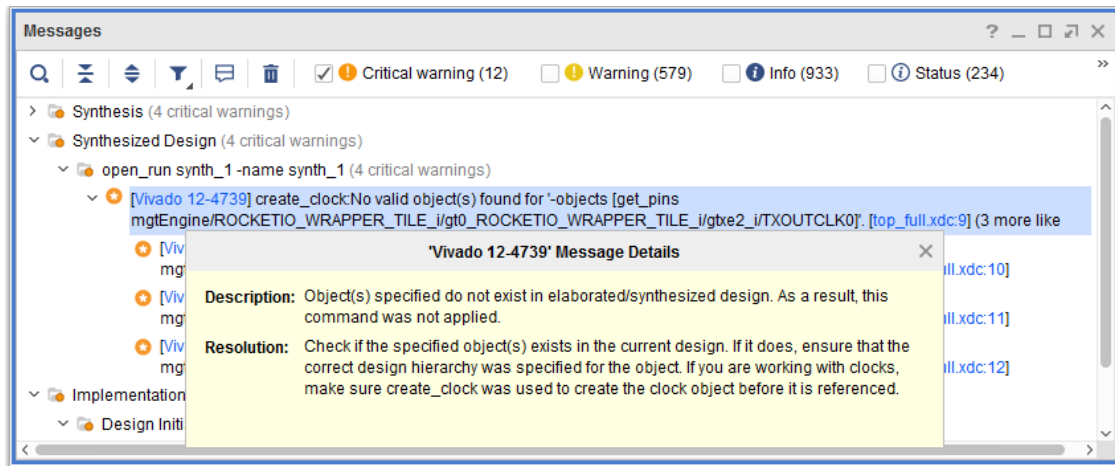 Messages
Critical warning (12)
Warning (579)
Info (933)
Status (234)
Synthesis (4 critical warnings)
Synthesized Design (4 critical warnings)
open_run synth_1 -name synth_1 (4 critical warnings)
[Vivado 12-4739] create_clock:No valid object(s) found for '-objects [get_pins
mgtEngine/ROCKETIO_WRAPPER_TILE_i/gt0_ROCKETIO_WRAPPER_TILE_i/gtxe2_i/TXOUTCLK0]'. [top_full.xdc:9] (3 more like
'Vivado 12-4739' Message Details
Description: Object(s) specified do not exist in elaborated/synthesized design. As a result, this
command was not applied.
Resolution: Check if the specified object(s) exists in the current design. If it does, ensure that the
correct design hierarchy was specified for the object. If you are working with clocks,
make sure create_clock was used to create the clock object before it is referenced.
[Viv
mgt
ull.xdc:10]
[Viv
mgt
ull.xdc:11]
[Viv
mgt
ull.xdc:12]
Implementation
Design Initi